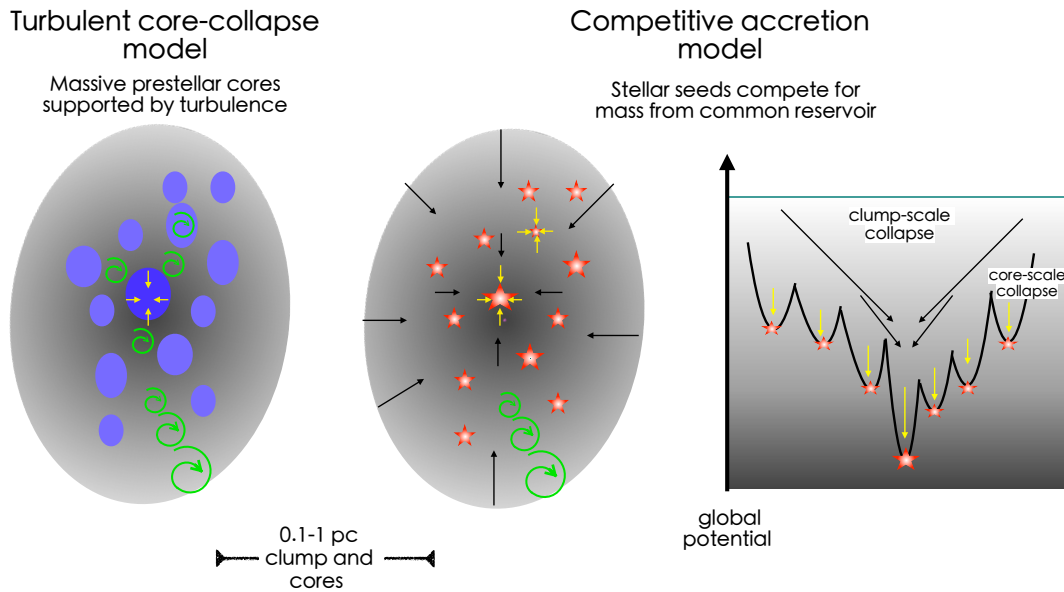 Turbulent core-collapse
model
Massive prestellar cores
supported by turbulence
Competitive accretion
model
Stellar seeds compete for
mass from common reservoir
clump-scale
collapse
core-scale
collapse
global
potential
0.1-1 pc
clump and
cores